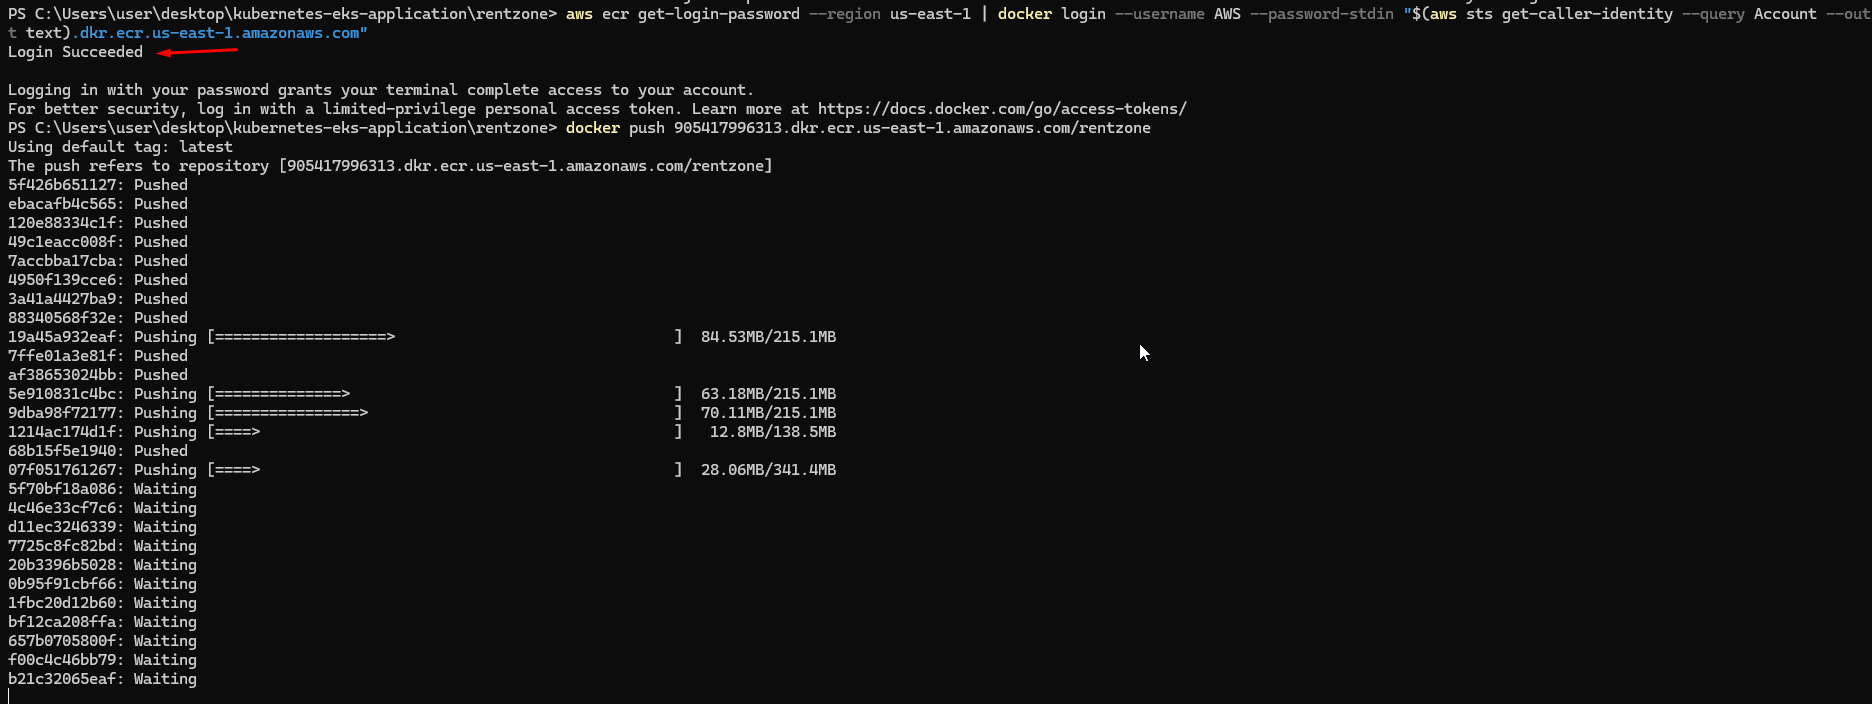 PS C:\Users\user\desktop\kubernetes-eks-application\rentzone> aws ecr get-login-password --region us-east-1 | docker login --username AWS --password-stdin "$(aws sts get-caller-identity --query Account --out
t text).dkr.ecr.us-east-1.amazonaws.com"
Login Succeeded
Logging in with your password grants your terminal complete access to your account.
For better security, log in with a limited-privilege personal access token. Learn more at https://docs.docker.com/go/access-tokens/
PS C:\Users\user\desktop\kubernetes-eks-application\rentzone> docker push 905417996313.dkr.ecr.us-east-1.amazonaws.com/rentzone
Using default tag: latest
The push refers to repository [905417996313.dkr.ecr.us-east-1.amazonaws.com/rentzone]
5f426b651127: Pushed
ebacafb4c565: Pushed
120e88334c1f: Pushed
49c1eacc008f: Pushed
7accbba17cba: Pushed
4950f139cce6: Pushed
3a41a4427ba9: Pushed
88340568f32e: Pushed
19a45a932eaf: Pushing [===================>                               ]  84.53MB/215.1MB
7ffe01a3e81f: Pushed
af38653024bb: Pushed
5e910831c4bc: Pushing [==============>                                    ]  63.18MB/215.1MB
9dba98f72177: Pushing [================>                                  ]  70.11MB/215.1MB
1214ac174d1f: Pushing [====>                                              ]   12.8MB/138.5MB
68b15f5e1940: Pushed
07f051761267: Pushing [====>                                              ]  28.06MB/341.4MB
5f70bf18a086: Waiting
4c46e33cf7c6: Waiting
d11ec3246339: Waiting
7725c8fc82bd: Waiting
20b3396b5028: Waiting
0b95f91cbf66: Waiting
1fbc20d12b60: Waiting
bf12ca208ffa: Waiting
657b0705800f: Waiting
f00c4c46bb79: Waiting
b21c32065eaf: Waiting